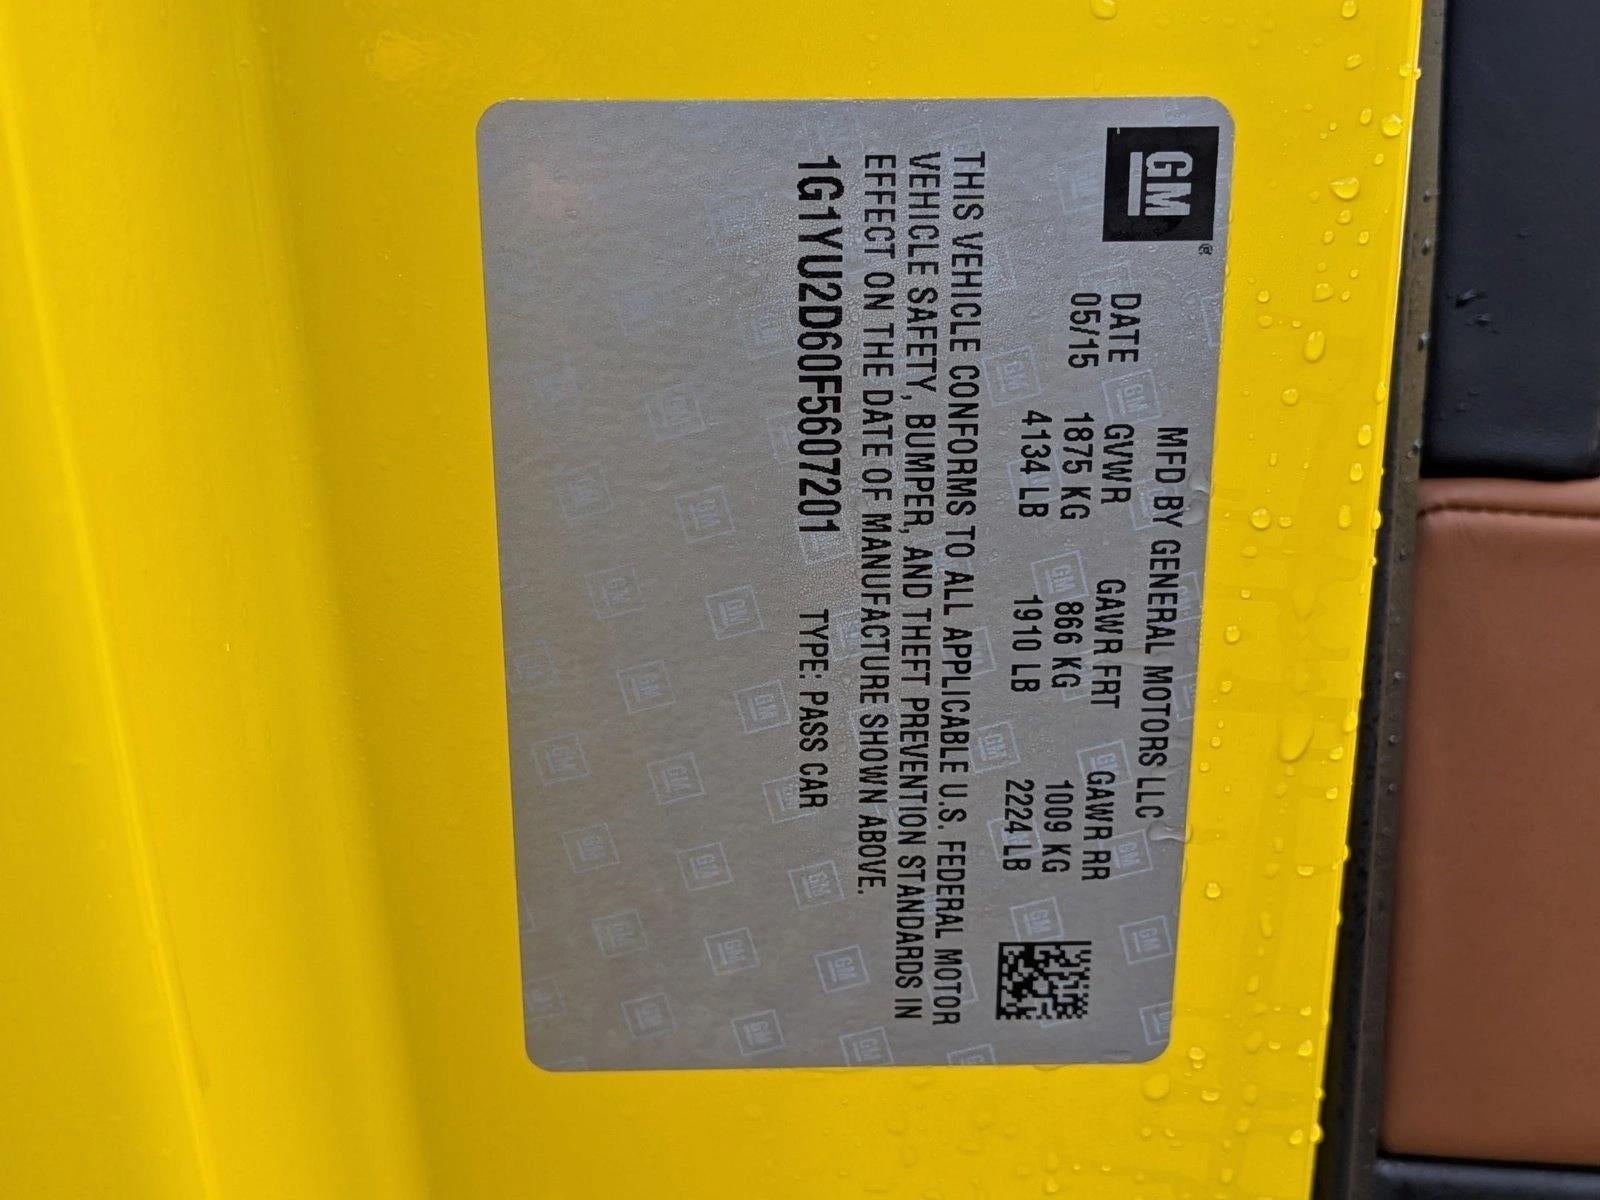 GM
MFD BY GENERAL MOTORS LLC
DATE GVWR GAWR FRT GAWR RR
05/15 1875 KG 866 KG 1009 KG
4134 LB 1910 LB 2224 LB
THIS VEHICLE CONFORMS TO ALL APPLICABLE U.S. FEDERAL MOTOR
VEHICLE SAFETY, BUMPER, AND THEFT PREVENTION STANDARDS IN
EFFECT ON THE DATE OF MANUFACTURE SHOWN ABOVE.
1G1YU2D60F5607201 TYPE: PASS CAR